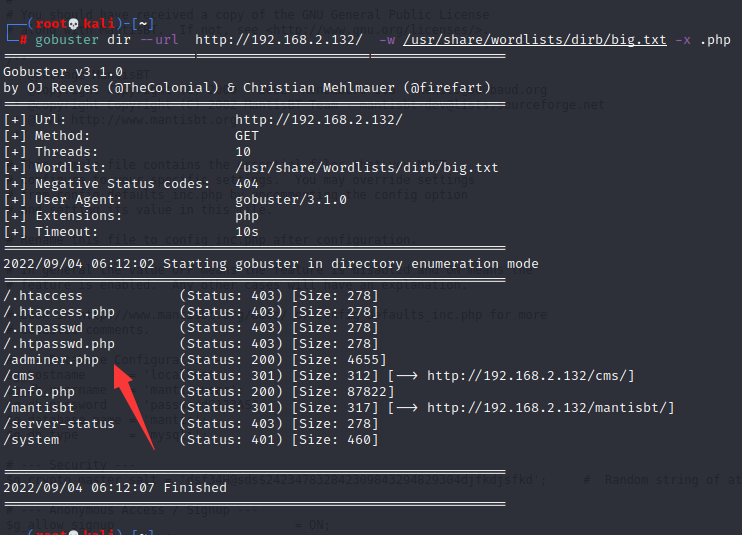 ┌──(root💀kali)-[~]
└─# gobuster dir --url  http://192.168.2.132/  -w /usr/share/wordlists/dirb/big.txt -x .php
===============================================================
Gobuster v3.1.0
by OJ Reeves (@TheColonial) & Christian Mehlmauer (@firefart)
===============================================================
[+] Url:                     http://192.168.2.132/
[+] Method:                  GET
[+] Threads:                 10
[+] Wordlist:                /usr/share/wordlists/dirb/big.txt
[+] Negative Status codes:   404
[+] User Agent:              gobuster/3.1.0
[+] Extensions:              php
[+] Timeout:                 10s
===============================================================
2022/09/04 06:12:02 Starting gobuster in directory enumeration mode
===============================================================
/.htaccess            (Status: 403) [Size: 278]
/.htaccess.php        (Status: 403) [Size: 278]
/.htpasswd            (Status: 403) [Size: 278]
/.htpasswd.php        (Status: 403) [Size: 278]
/adminer.php          (Status: 200) [Size: 4655]
/cms                  (Status: 301) [Size: 312] [--> http://192.168.2.132/cms/]
/info.php             (Status: 200) [Size: 87822]
/mantisbt             (Status: 301) [Size: 317] [--> http://192.168.2.132/mantisbt/]
/server-status        (Status: 403) [Size: 278]
/system               (Status: 401) [Size: 460]
===============================================================
2022/09/04 06:12:07 Finished
===============================================================
┌──(root💀kali)-[~]